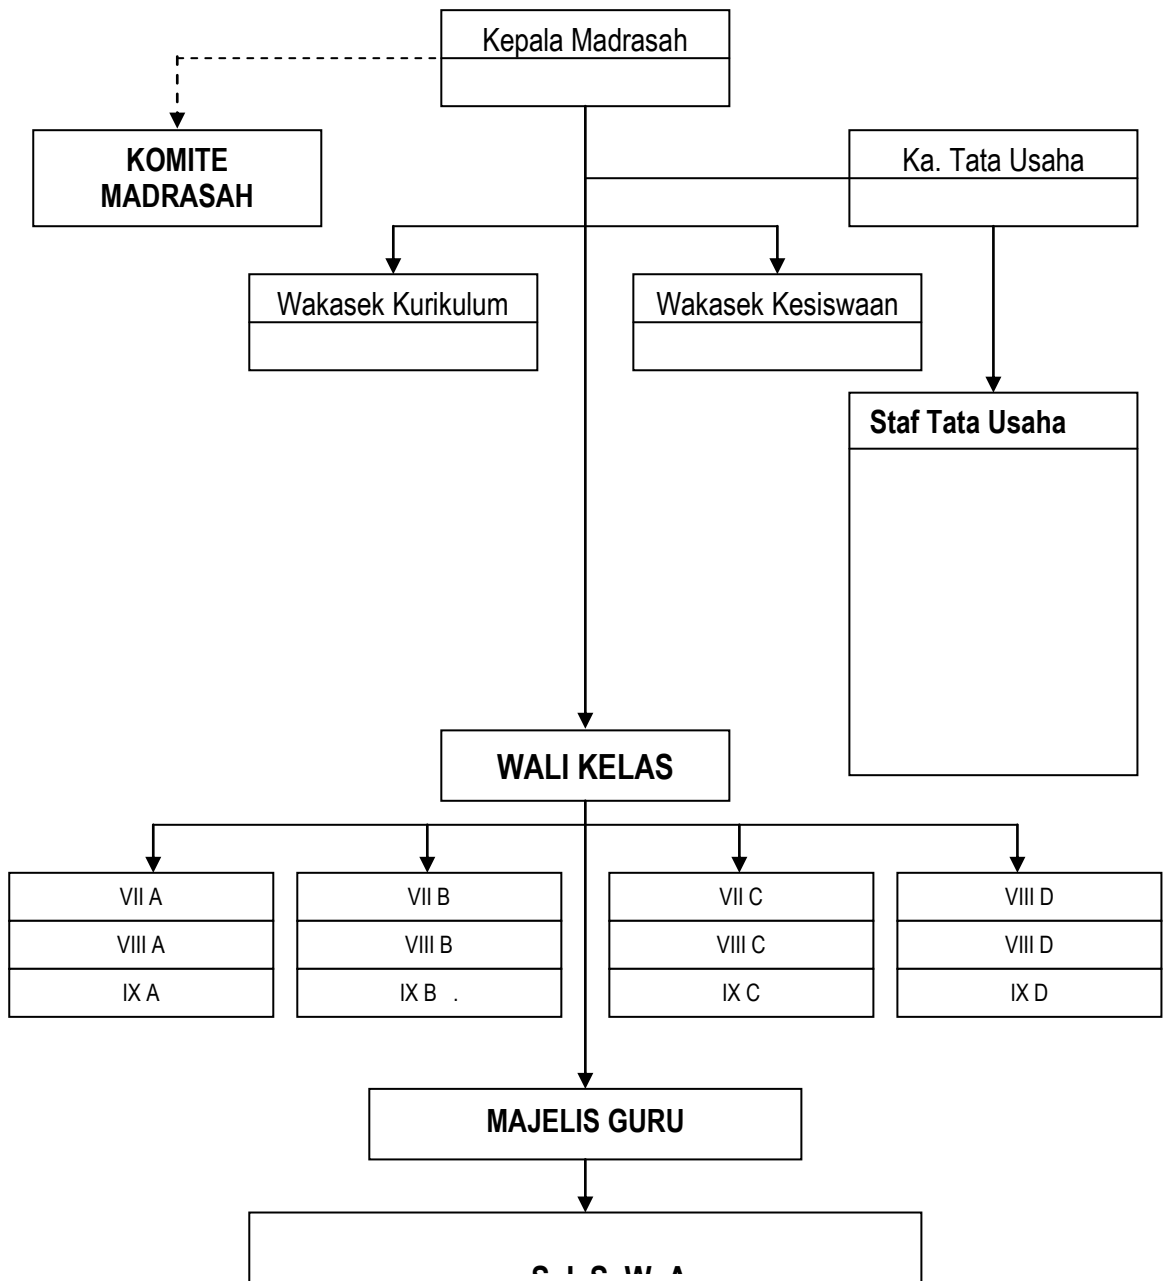 Kepala Madrasah
KOMITE
MADRASAH
Ka. Tata Usaha
Wakasek Kurikulum
Wakasek Kesiswaan
Staf Tata Usaha
WALI KELAS
VII A
VIII A
IX A
VII B
VIII B
IX B .
VII C
VIII C
IX C
VIII D
VIII D
IX D
MAJELIS GURU
S I S W A